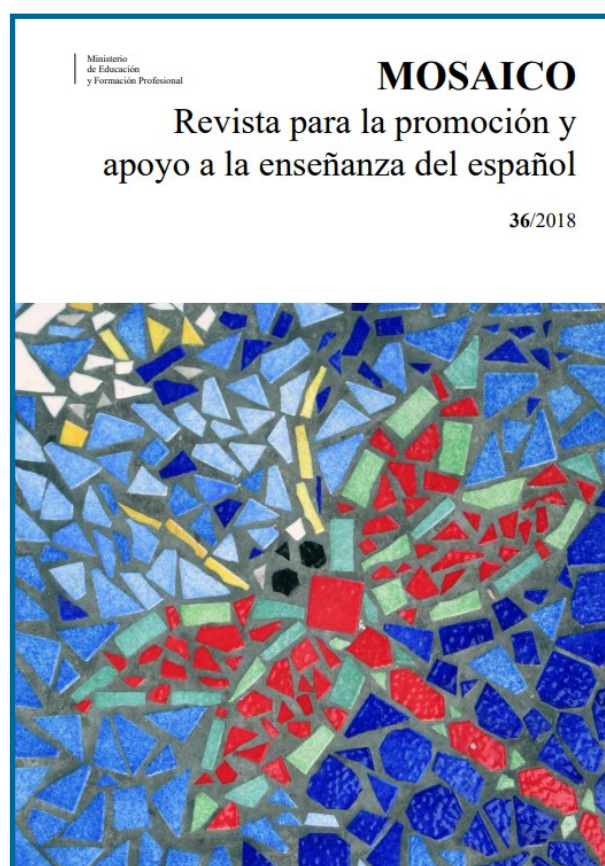 Ministerio
de Educación
y Formación Profesional
MOSAICO
Revista para la promoción y
apoyo a la enseñanza del español
36/2018